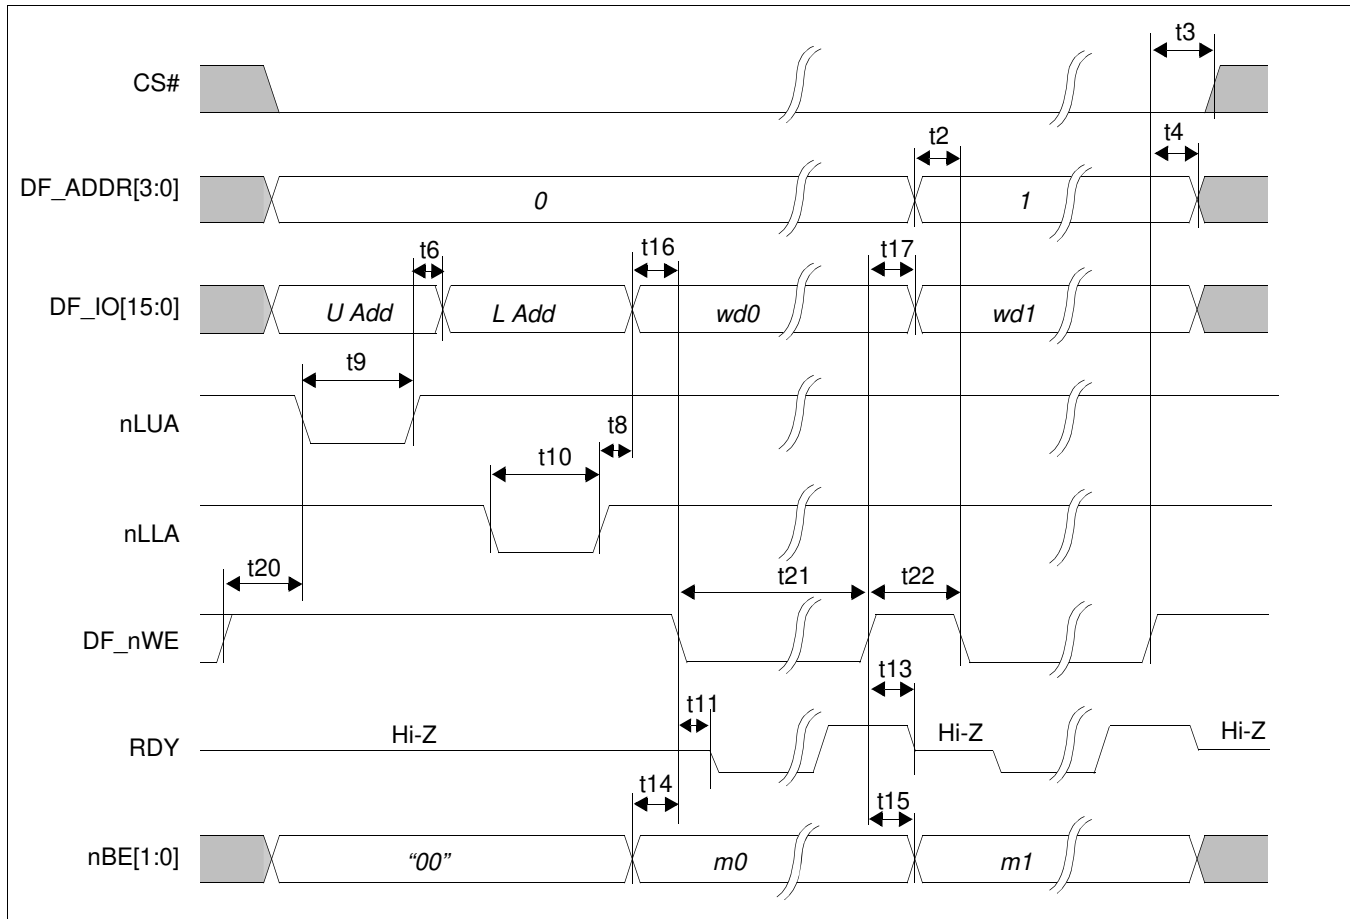 t3
CS#
t2
t4
DF_ADDR[3:0]
0
1
t6
t16
t17
DF_IO[15:0]
U Add
L Add
wd0
wd1
t9
nLUA
t8
t10
nLLA
t20
t21
t22
DF_nWE
t13
t11
RDY
Hi-Z
Hi-Z
Hi-Z
t14
t15
nBE[1:0]
“00”
m0
m1